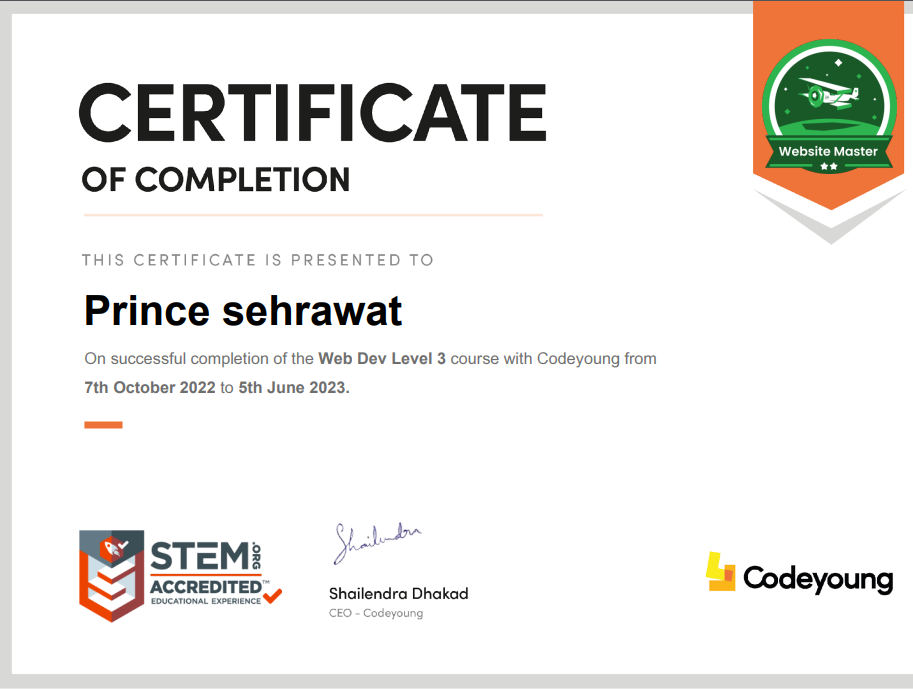 CERTIFICATE
OF COMPLETION
Website Master
THIS CERTIFICATE IS PRESENTED TO
Prince sehrawat
On successful completion of the Web Dev Level 3 course with Codeyoung from
7th October 2022 to 5th June 2023.
STEM.ORG
ACCREDITED™
EDUCATIONAL EXPERIENCE
Shailendra
Shailendra Dhakad
CEO - Codeyoung
Codeyoung